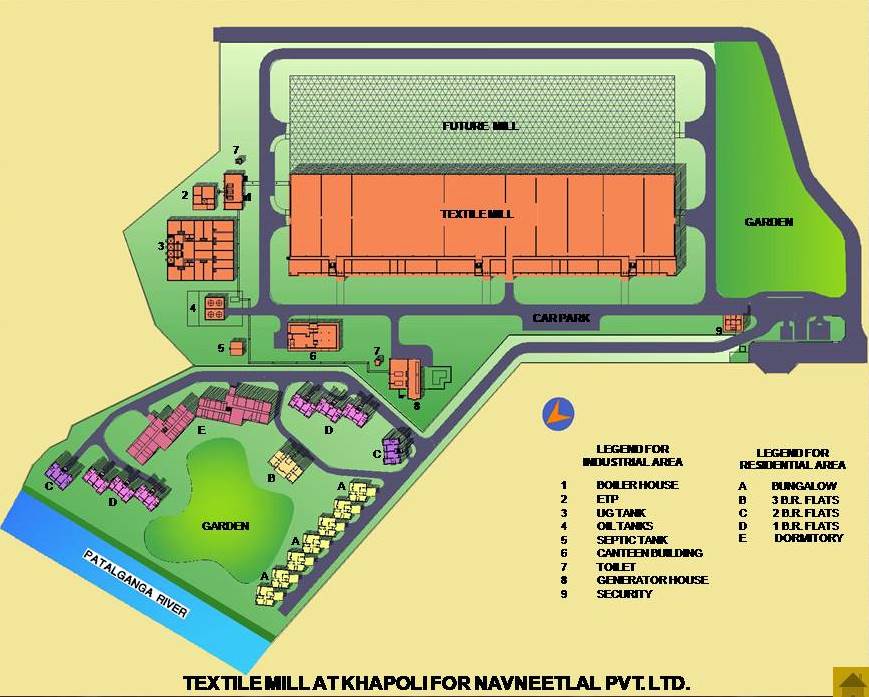 FUTURE MILL
7
2
1
TEXTILE MILL
GARDEN
3
4
CAR PARK
9
5
6
7
8
E
D
C
B
A
C
D
GARDEN
A
A
PATALGANGA RIVER
LEGEND FOR
INDUSTRIAL AREA
1 BOILER HOUSE
2 ETP
3 UG TANK
4 OIL TANKS
5 SEPTIC TANK
6 CANTEEN BUILDING
7 TOILET
8 GENERATOR HOUSE
9 SECURITY
LEGEND FOR
RESIDENTIAL AREA
A BUNGALOW
B 3 B.R. FLATS
C 2 B.R. FLATS
D 1 B.R. FLATS
E DORMITORY
TEXTILE MILL AT KHAPOLI FOR NAVNEETLAL PVT. LTD.